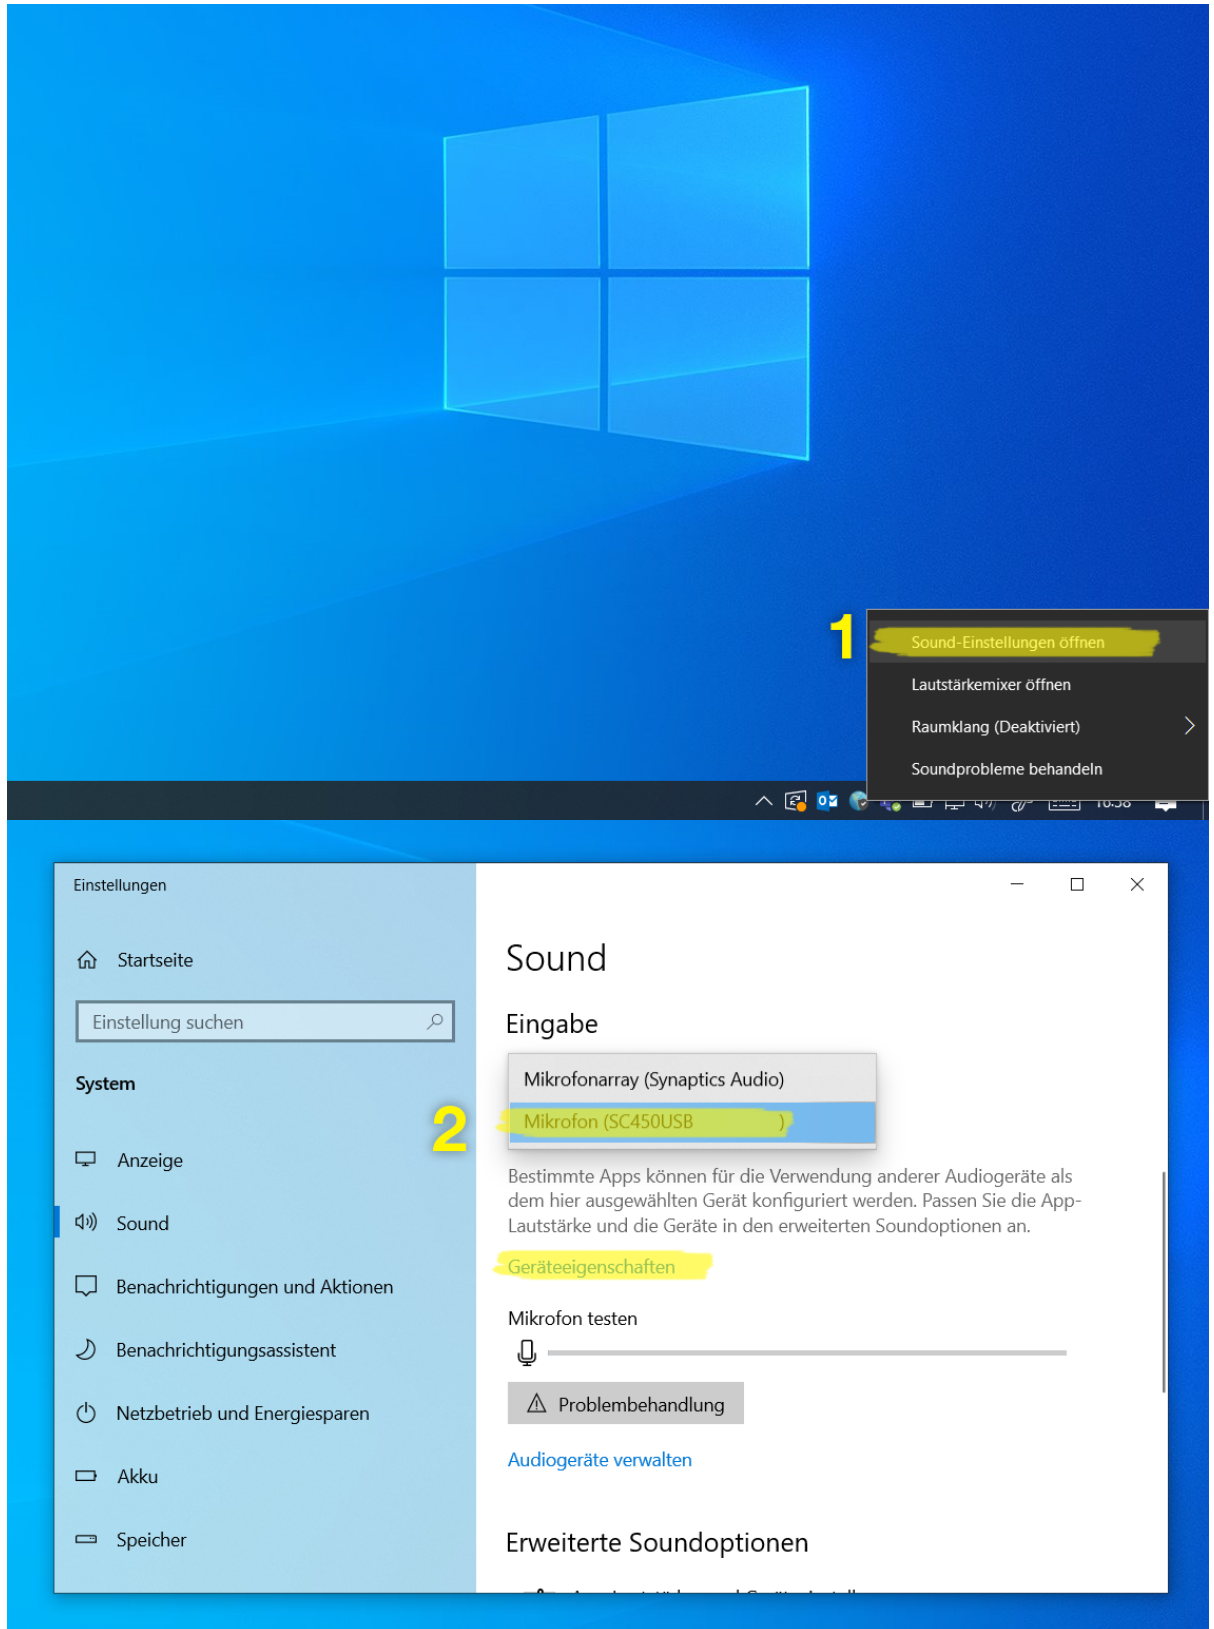 1
Sound-Einstellungen öffnen
Lautstärkemixer öffnen
Raumklang (Deaktiviert)
Soundprobleme behandeln
16:58
Einstellungen
Startseite
Einstellung suchen
System
Anzeige
Sound
Benachrichtigungen und Aktionen
Benachrichtigungsassistent
Netzbetrieb und Energiesparen
Akku
Speicher
Sound
Eingabe
Mikrofonarray (Synaptics Audio)
2
Mikrofon (SC450USB )
Bestimmte Apps können für die Verwendung anderer Audiogeräte als
dem hier ausgewählten Gerät konfiguriert werden. Passen Sie die App-
Lautstärke und die Geräte in den erweiterten Soundoptionen an.
Geräteeigenschaften
Mikrofon testen
Problembehandlung
Audiogeräte verwalten
Erweiterte Soundoptionen